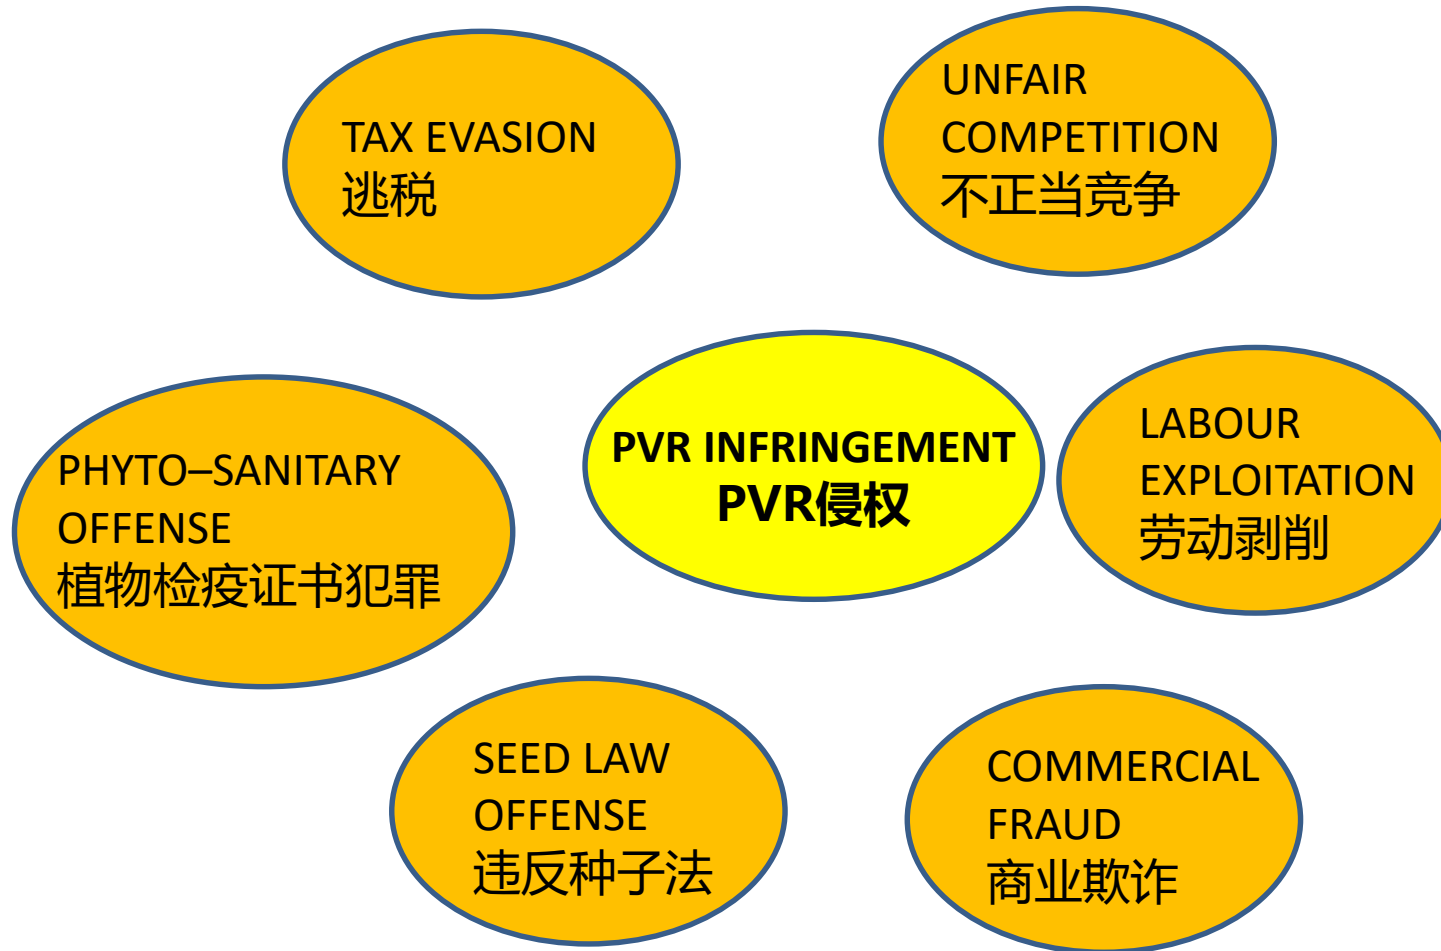 TAX EVASION
逃税
UNFAIR
COMPETITION
不正当竞争
PHYTO–SANITARY
OFFENSE
植物检疫证书犯罪
PVR INFRINGEMENT
PVR侵权
LABOUR
EXPLOITATION
劳动剥削
SEED LAW
OFFENSE
违反种子法
COMMERCIAL
FRAUD
商业欺诈